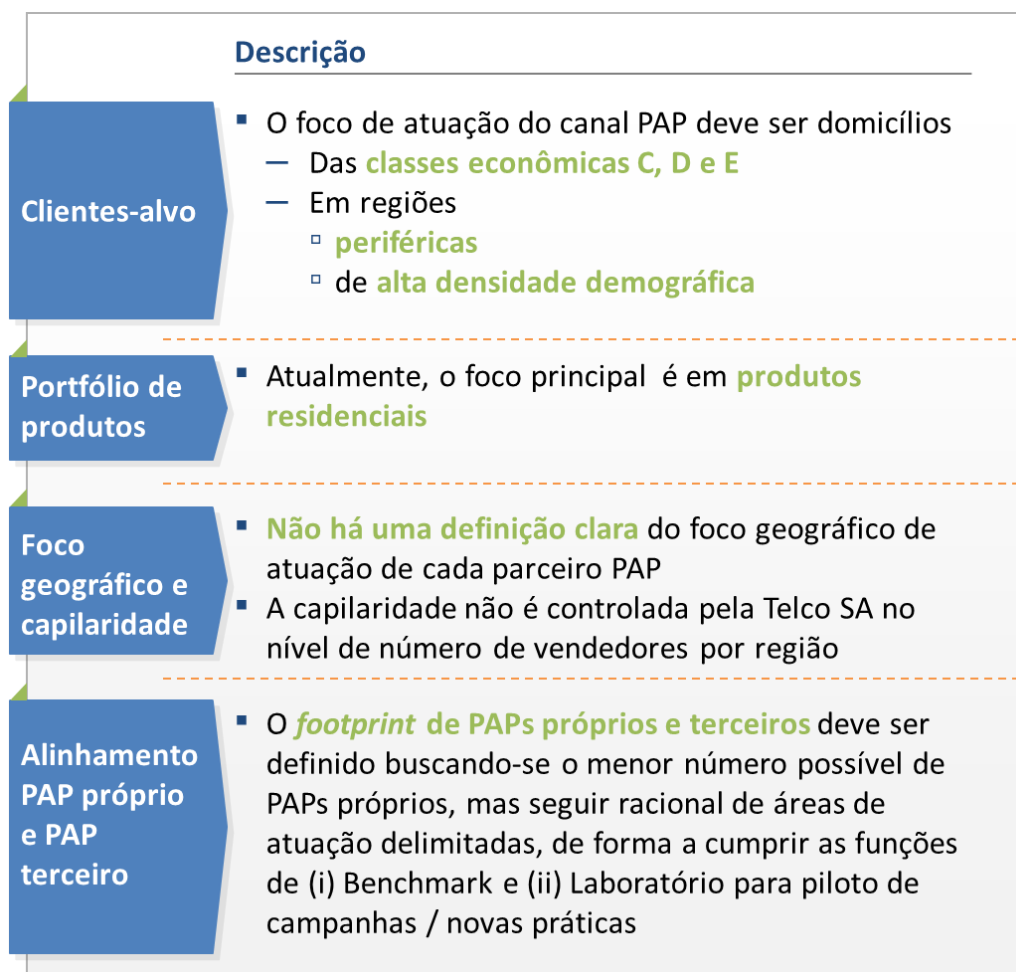 Descrição
Clientes-alvo
▪ O foco de atuação do canal PAP deve ser domicílios
– Das classes econômicas C, D e E
– Em regiões
▫ periféricas
▫ de alta densidade demográfica
Portfólio de
produtos
▪ Atualmente, o foco principal é em produtos
residenciais
Foco
geográfico e
capilaridade
▪ Não há uma definição clara do foco geográfico de
atuação de cada parceiro PAP
▪ A capilaridade não é controlada pela Telco SA no
nível de número de vendedores por região
Alinhamento
PAP próprio
e PAP
terceiro
▪ O footprint de PAPs próprios e terceiros deve ser
definido buscando-se o menor número possível de
PAPs próprios, mas seguir racional de áreas de
atuação delimitadas, de forma a cumprir as funções
de (i) Benchmark e (ii) Laboratório para piloto de
campanhas / novas práticas